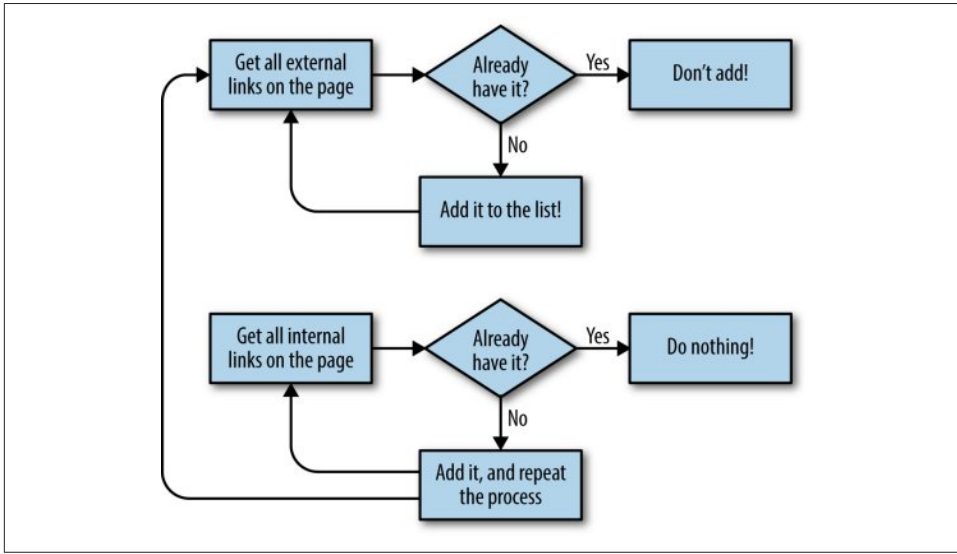 Get all external
links on the page
Already
have it?
Yes
Don't add!
No
Add it to the list!
Get all internal
links on the page
Already
have it?
Yes
Do nothing!
No
Add it, and repeat
the process